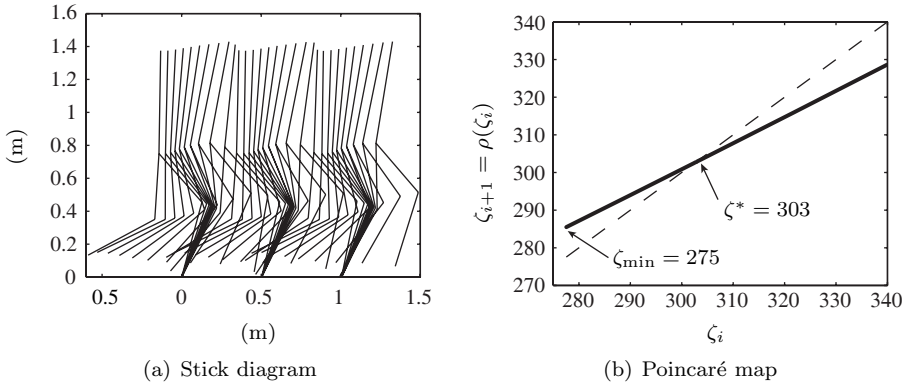 1.6
1.4
1.2
1
0.8
0.6
0.4
0.2
0
(m)
0.5 0 0.5 1 1.5
(m)
(a) Stick diagram
340
330
320
310
300
290
280
270
ζᵢ₊₁ = ρ(ζᵢ)
ζ* = 303
ζmin = 275
280 290 300 310 320 330 340
ζᵢ
(b) Poincaré map